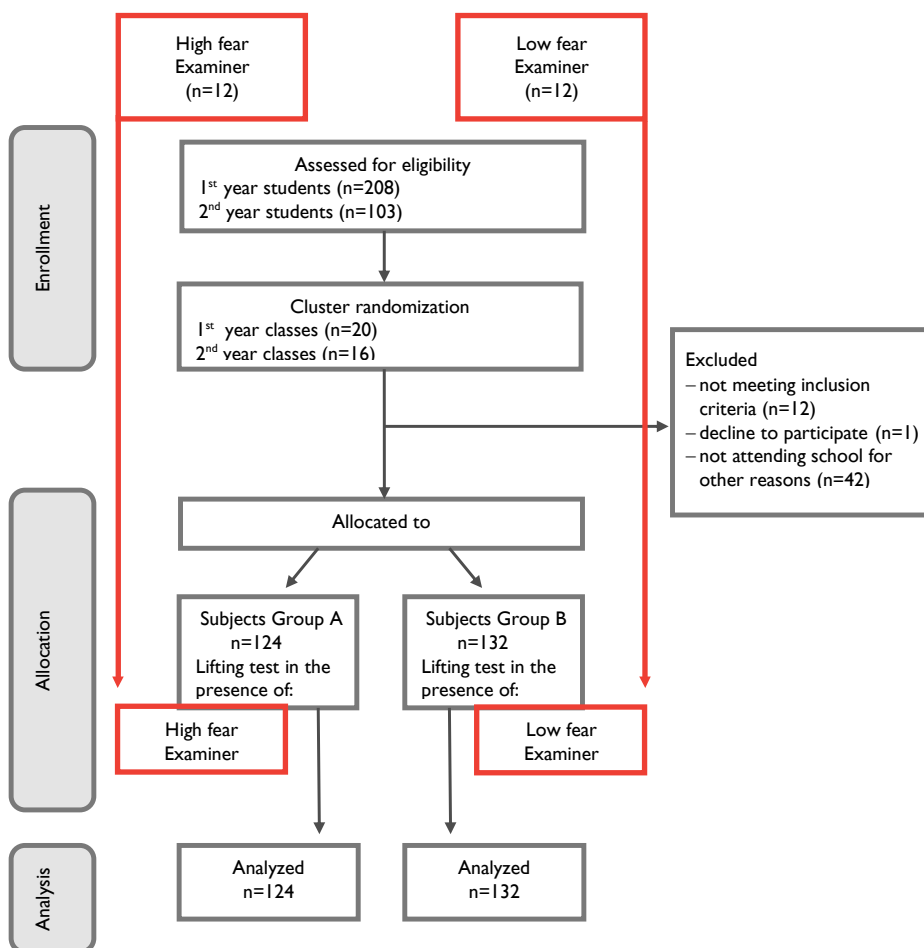 High fear
Examiner
(n=12)
Low fear
Examiner
(n=12)
Enrollment
Assessed for eligibility
1st year students (n=208)
2nd year students (n=103)
Cluster randomization
1st year classes (n=20)
2nd year classes (n=16)
Excluded
– not meeting inclusion
criteria (n=12)
– decline to participate (n=1)
– not attending school for
other reasons (n=42)
Allocation
Allocated to
Subjects Group A
n=124
Lifting test in the
presence of:
Subjects Group B
n=132
Lifting test in the
presence of:
High fear
Examiner
Low fear
Examiner
Analysis
Analyzed
n=124
Analyzed
n=132